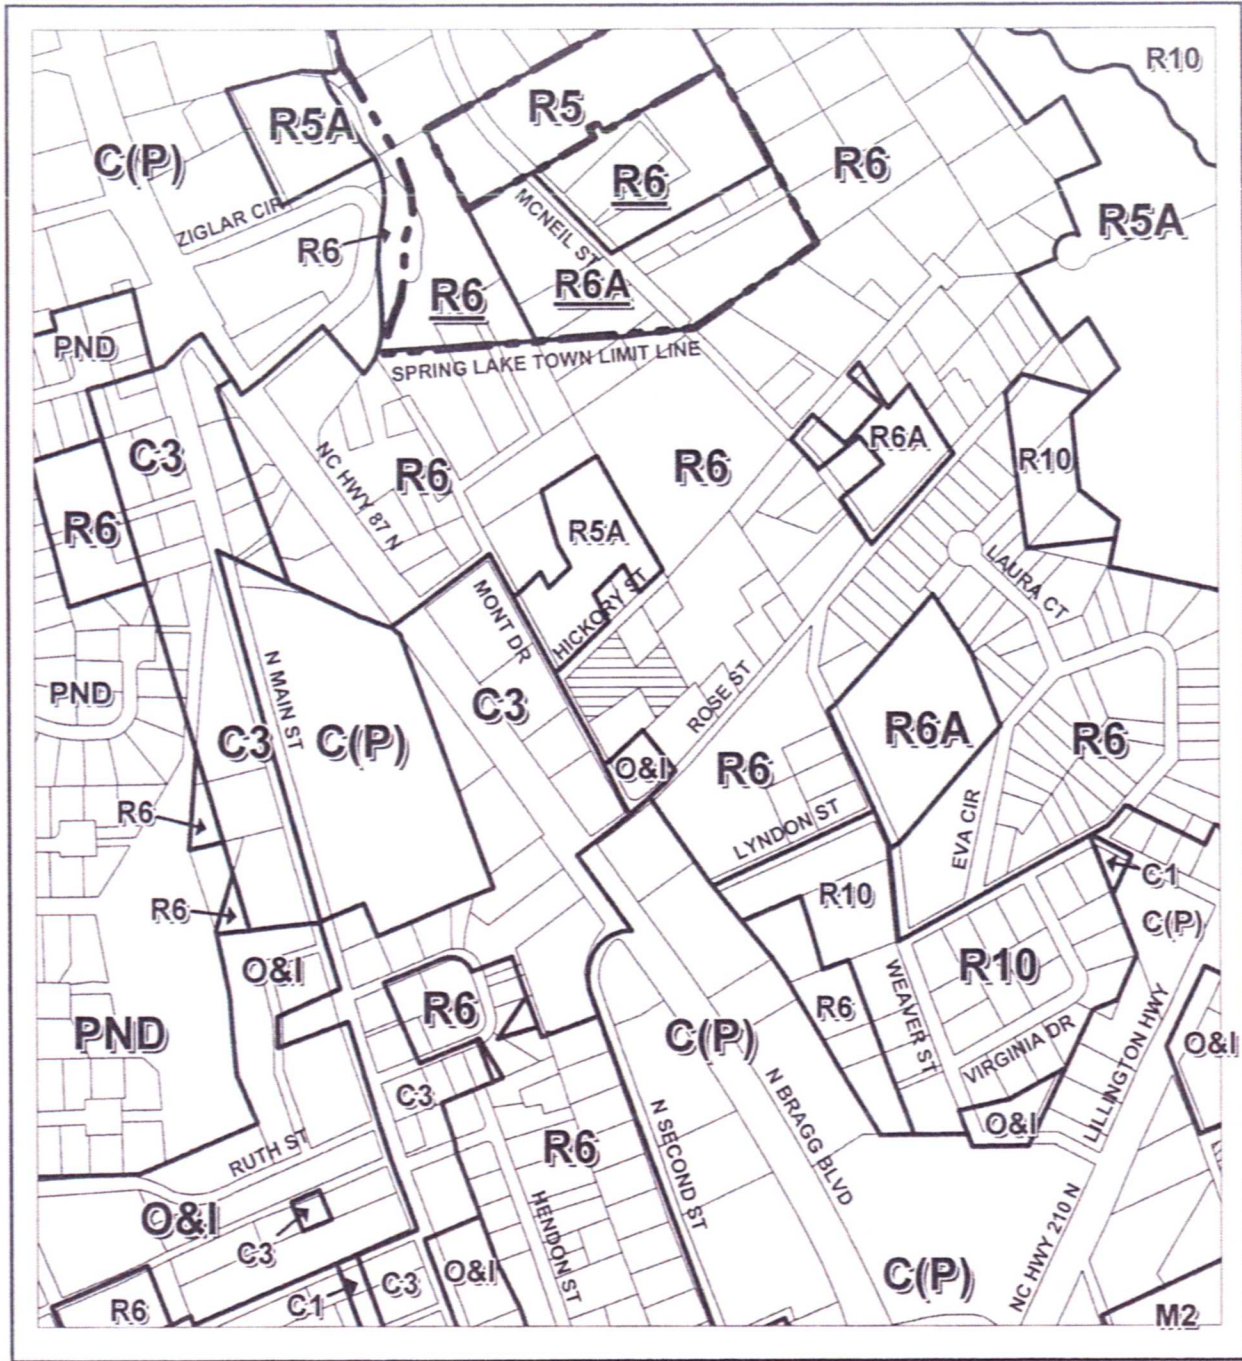 R10
R5
R5A
C(P)
R6
R6
MCNEIL ST
ZIGLAR CIR
R5A
R6
R6
R6A
PND
SPRING LAKE TOWN LIMIT LINE
C3
R6A
R6
R6
R10
NC HWY 87 N
R6
R5A
LAURA CT
HICKORY ST
MONT DR
N MAIN ST
PND
ROSE ST
C3
C3
C(P)
R6A
R6
O&I
R6
R6
LYNDON ST
EVA CIR
C1
R10
R6
C(P)
O&I
R10
R6
R6
WEAVER ST
PND
C(P)
VIRGINIA DR
O&I
LILLINGTON HWY
C3
N BRAGG BLVD
O&I
R6
N SECOND ST
RUTH ST
O&I
HENDON ST
C3
NC HWY 210 N
C3
O&I
C(P)
C1
R6
M2